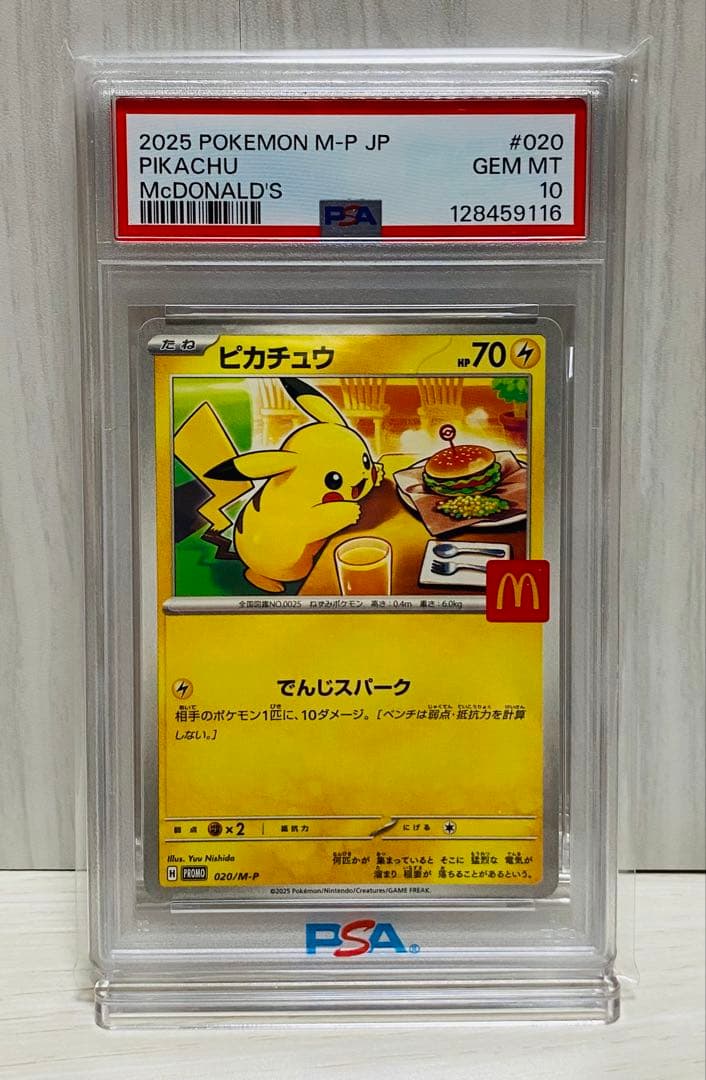 2025 POKEMON M-P JP #020
PIKACHU GEM MT
McDONALD'S 10
PSA 128459116
たね ピカチュウ HP 70
全国図鑑NO.0025 ねずみポケモン 高さ:0.4m 重さ:6.0kg
M
でんじスパーク
相手のポケモン1匹に、10ダメージ。[ベンチは弱点・抵抗力を計算
しない。]
弱点 ×2 抵抗力 にげる
Illus. Yuu Nishida
何匹かが 集まっていると そこに 猛烈な 電気が
溜まり 稲妻が 落ちることがあるという。
H PROMO 020/M-P
©2025 Pokémon/Nintendo/Creatures/GAME FREAK.
PSA®